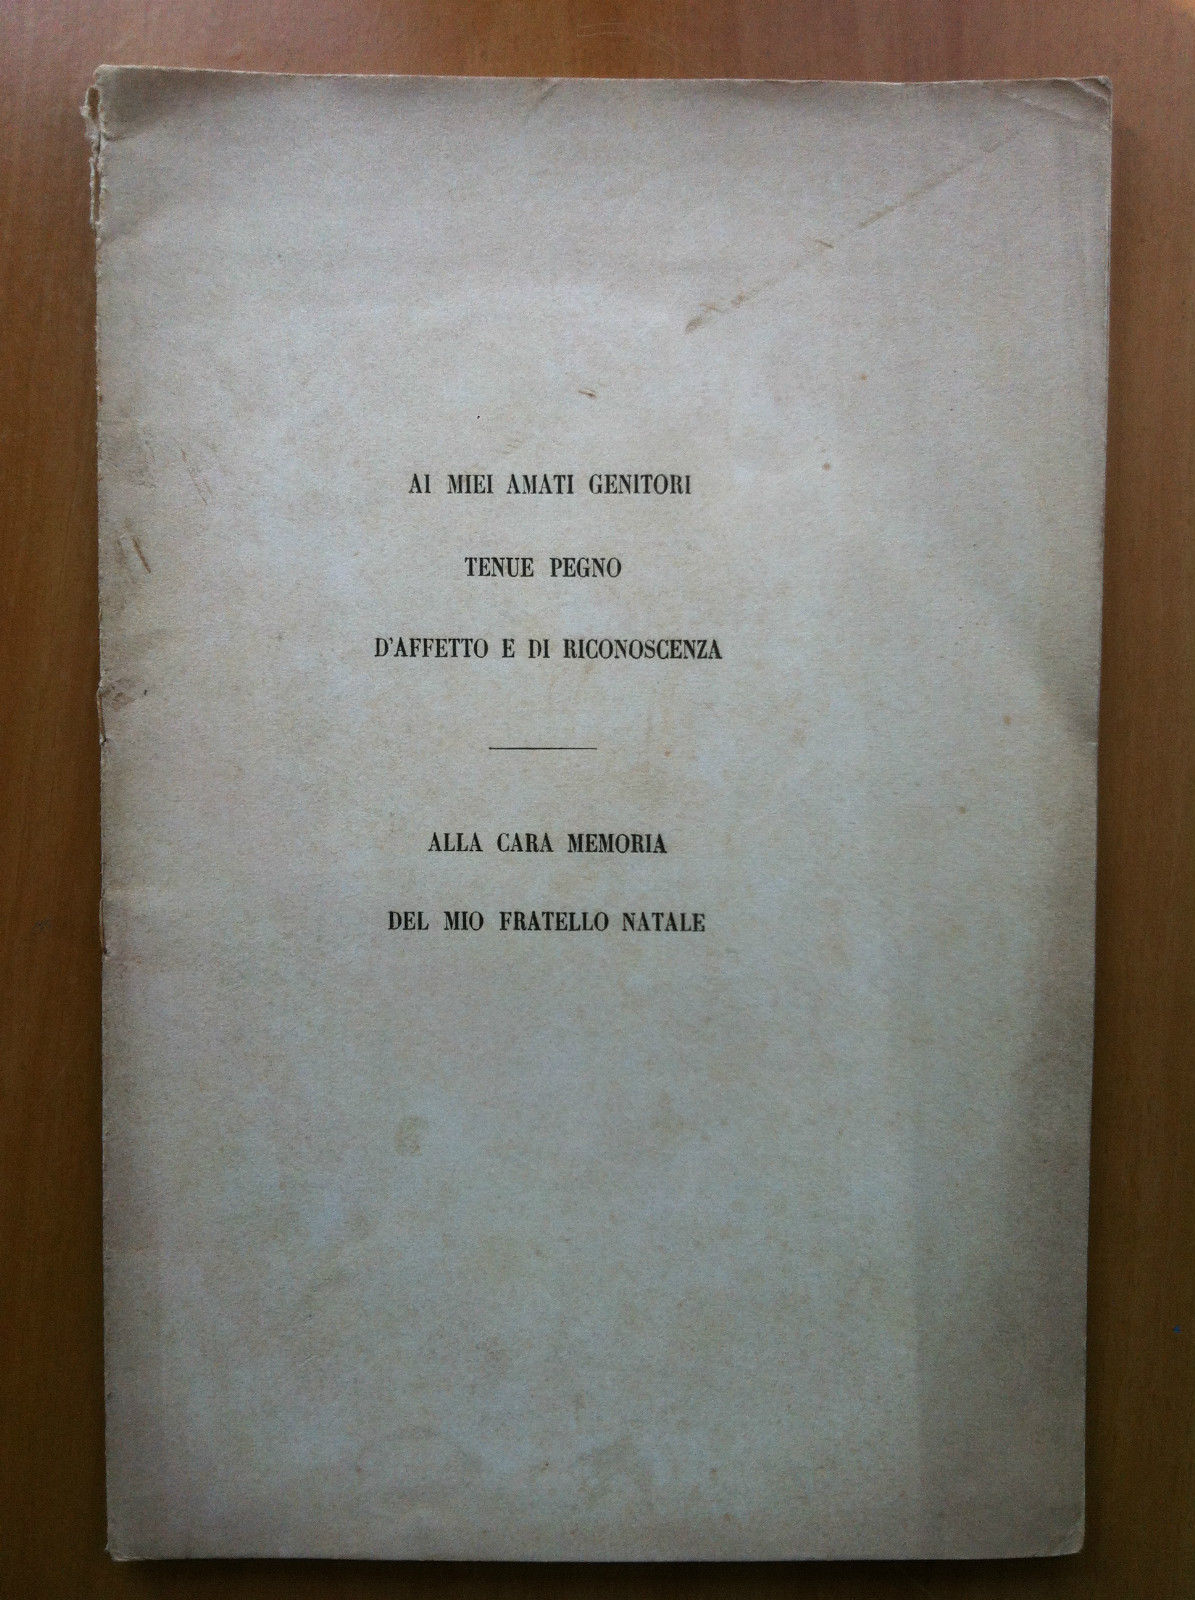 AI MIEI AMATI GENITORI
TENUE PEGNO
D'AFFETTO E DI RICONOSCENZA
ALLA CARA MEMORIA
DEL MIO FRATELLO NATALE